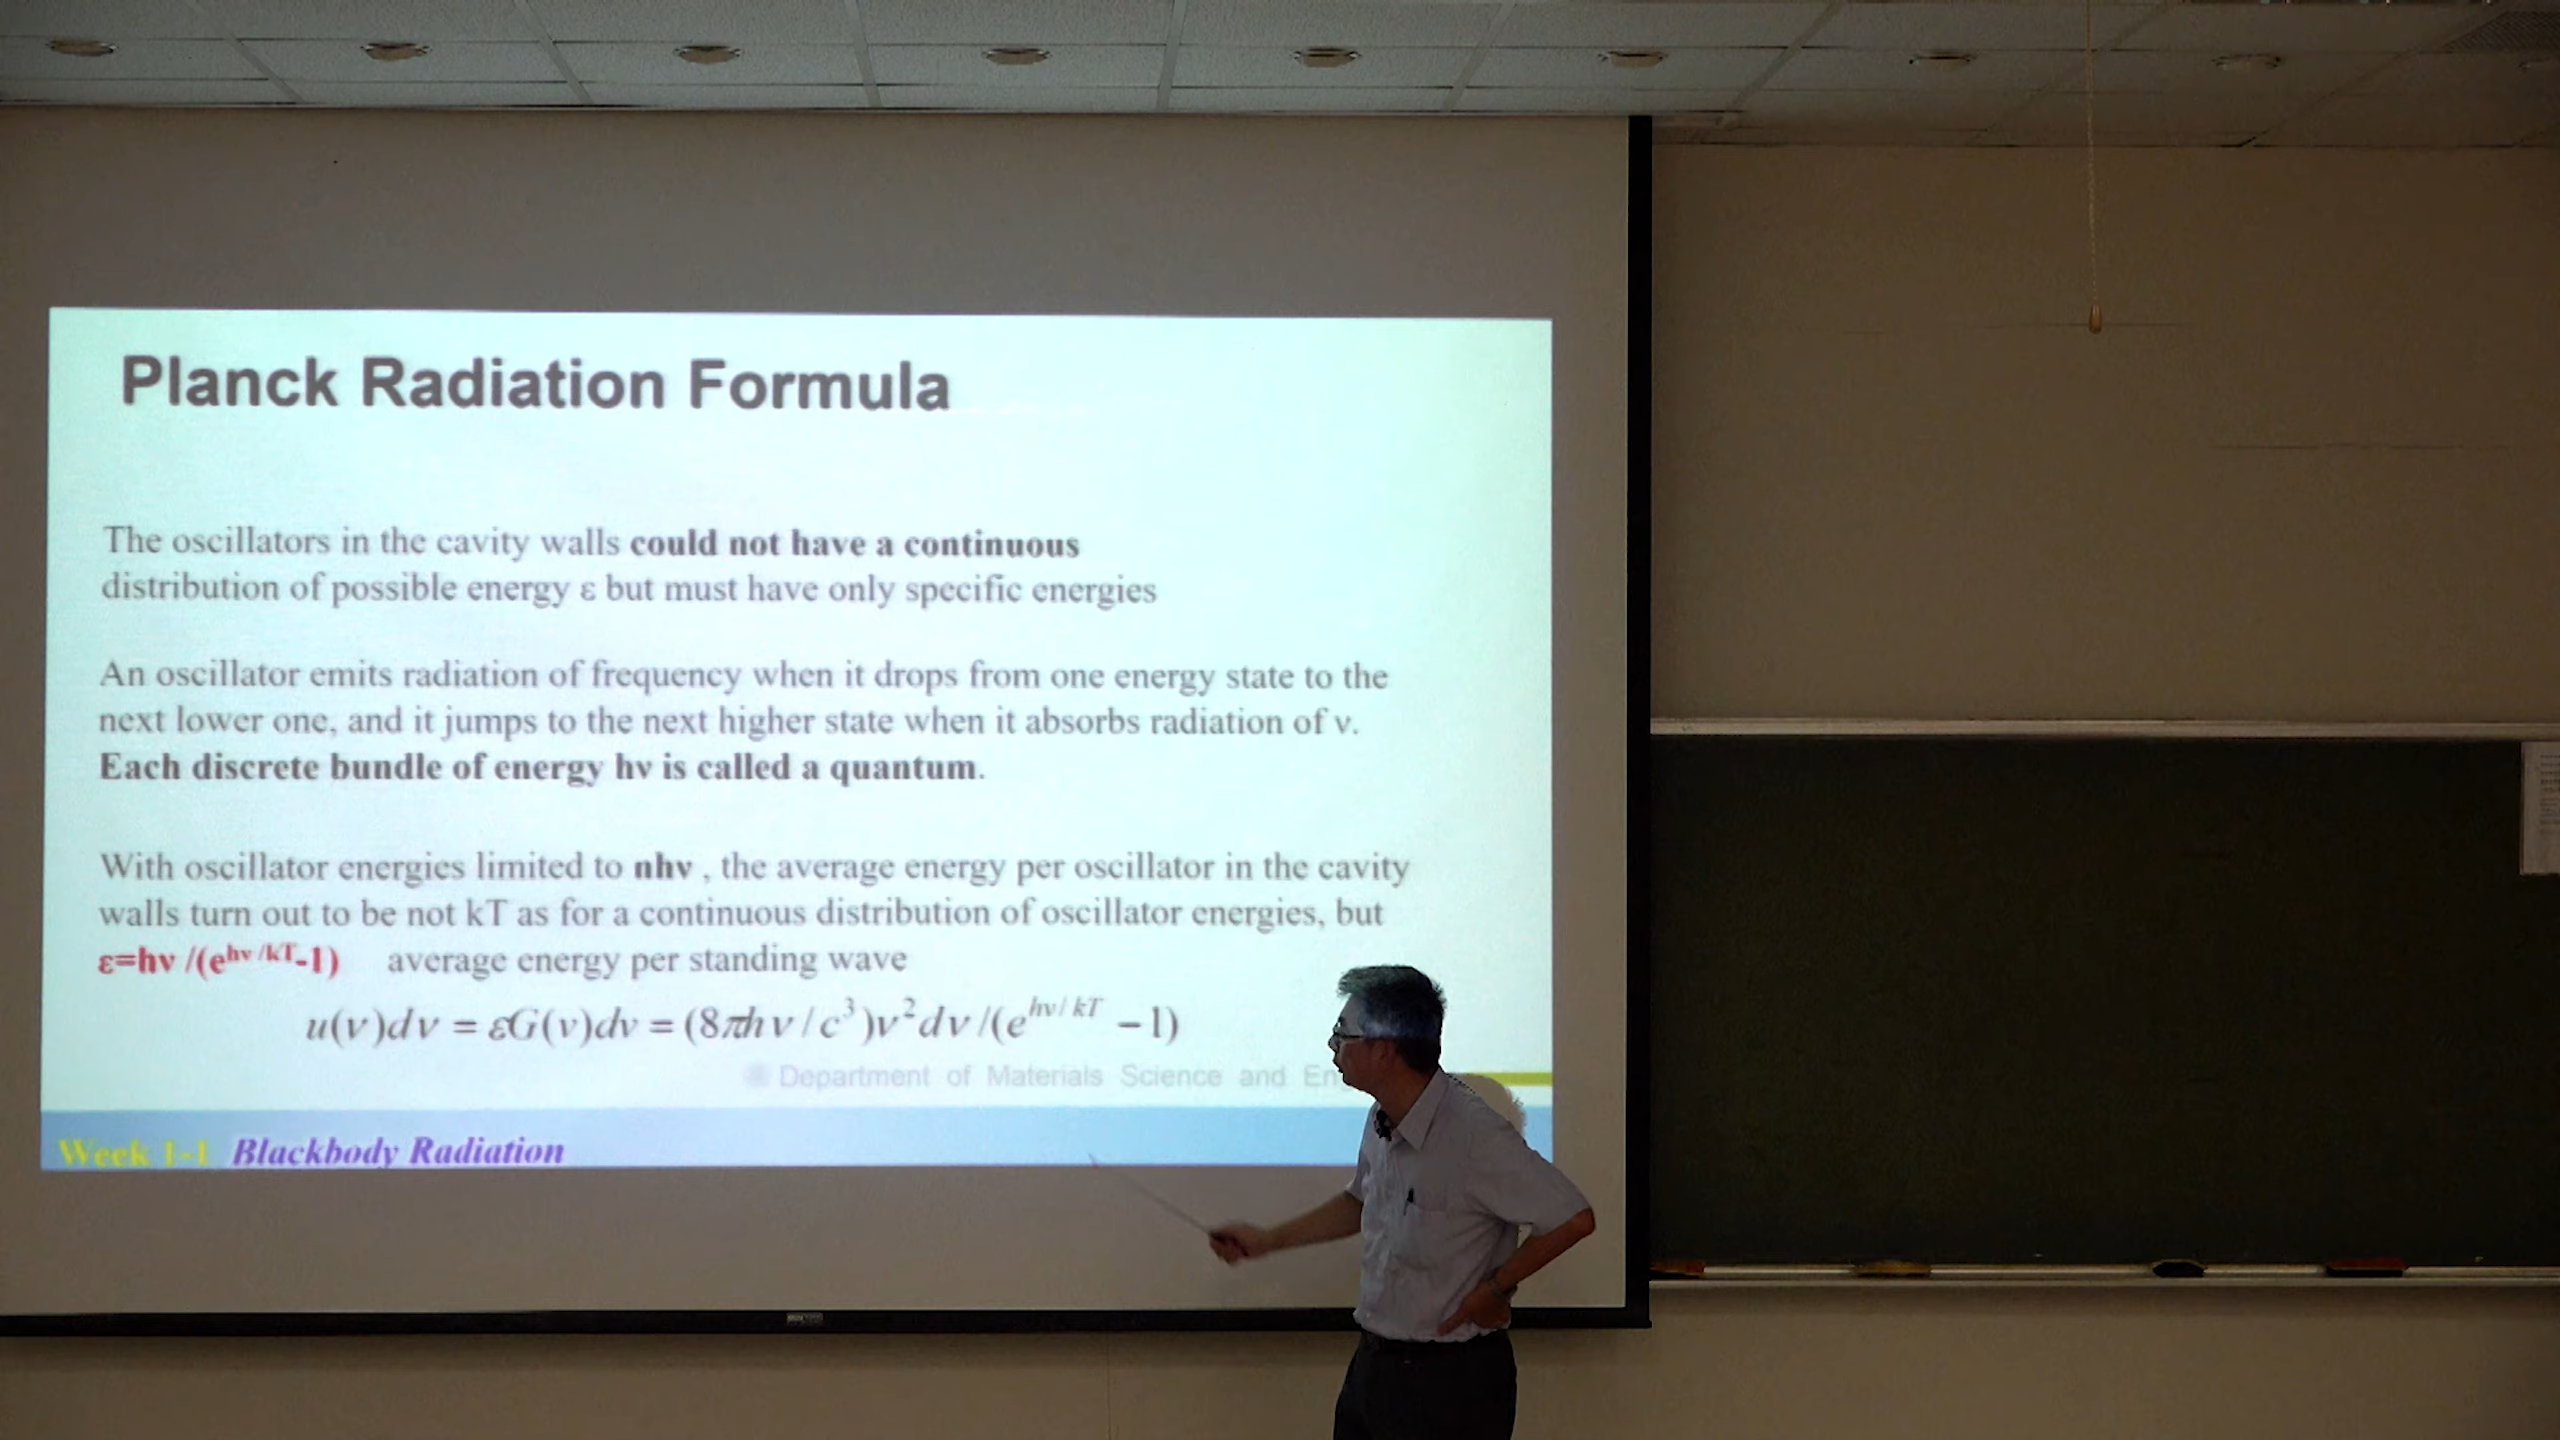 Planck Radiation Formula
The oscillators in the cavity walls could not have a continuous
distribution of possible energy ε but must have only specific energies
An oscillator emits radiation of frequency when it drops from one energy state to the
next lower one, and it jumps to the next higher state when it absorbs radiation of ν.
Each discrete bundle of energy hν is called a quantum.
With oscillator energies limited to nhν , the average energy per oscillator in the cavity
walls turn out to be not kT as for a continuous distribution of oscillator energies, but
ε=hν /(e^{hν /kT}-1) average energy per standing wave
u(ν)dν = εG(ν)dν = (8πhν / c³)ν²dν /(e^{hν / kT} − 1)
Department of Materials Science and En
Week 1-1 Blackbody Radiation